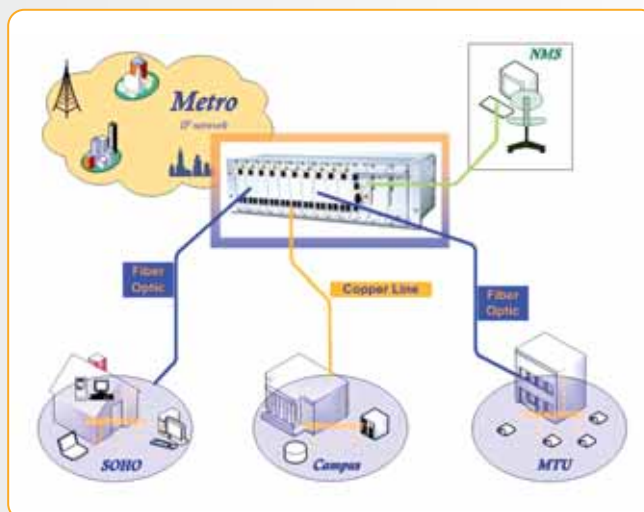 NMS
Metro
IP network
Fiber
Optic
Copper Line
Fiber
Optic
SOHO
Campus
MTU